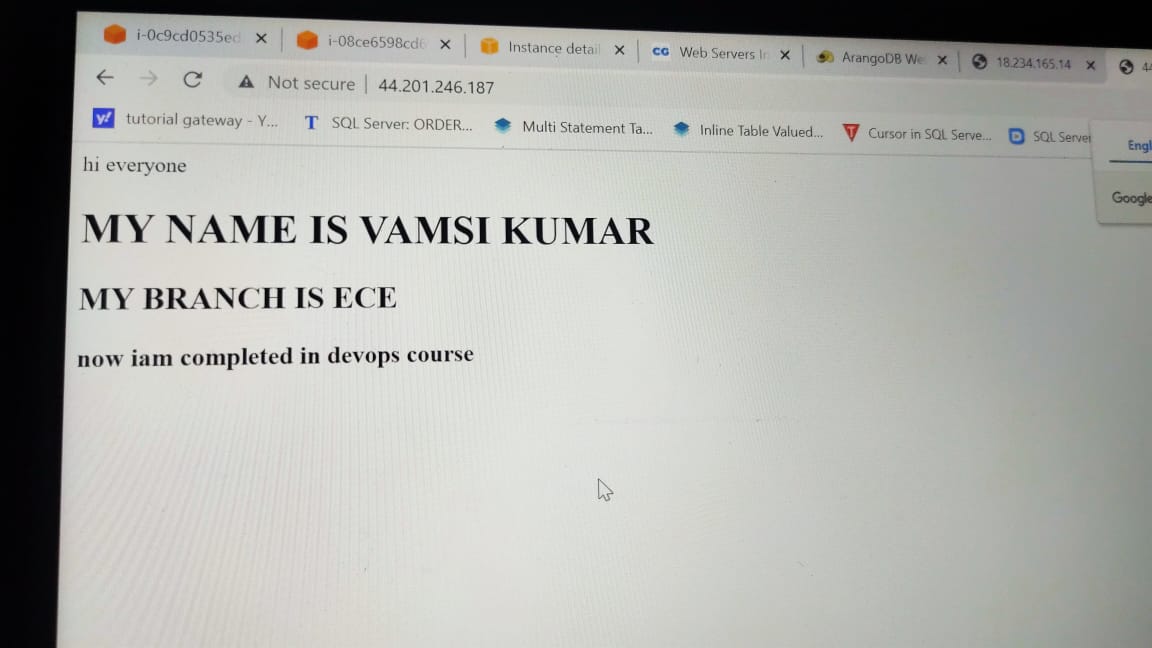 i-0c9cd0535ed
i-08ce6598cd6
Instance detail
CG Web Servers In
ArangoDB We
18.234.165.14
44
Not secure | 44.201.246.187
y! tutorial gateway - Y...
T SQL Server: ORDER...
Multi Statement Ta...
Inline Table Valued...
T Cursor in SQL Serve...
D SQL Server
Engl
Google
hi everyone
MY NAME IS VAMSI KUMAR
MY BRANCH IS ECE
now iam completed in devops course